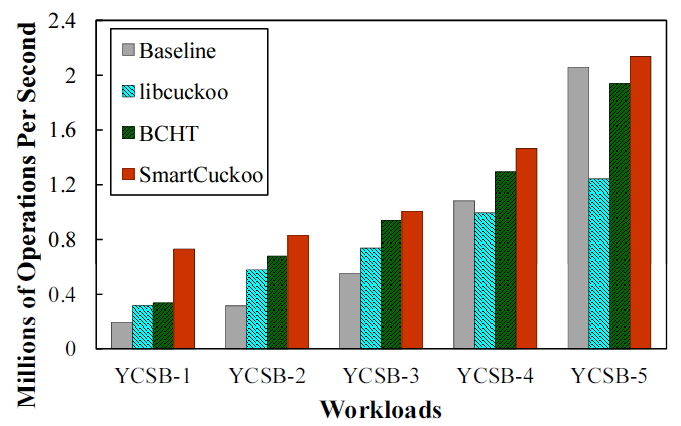 Millions of Operations Per Second
2.4
2
1.6
1.2
0.8
0.4
0
Baseline
libcuckoo
BCHT
SmartCuckoo
YCSB-1 YCSB-2 YCSB-3 YCSB-4 YCSB-5
Workloads